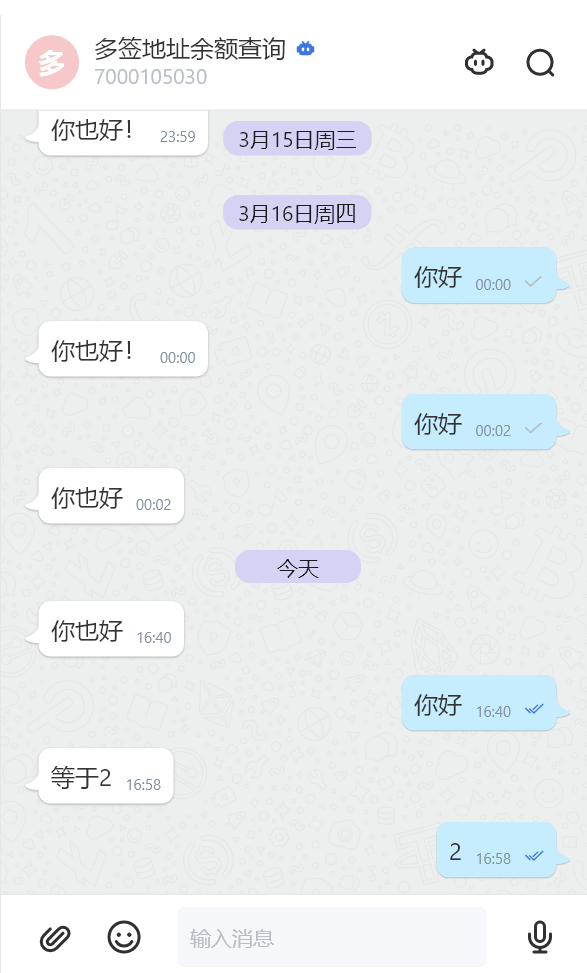 多
多签地址余额查询
7000105030
你也好! 23:59
3月15日周三
3月16日周四
你好 00:00
你也好! 00:00
你好 00:02
你也好 00:02
今天
你也好 16:40
你好 16:40
等于2 16:58
2 16:58
输入消息